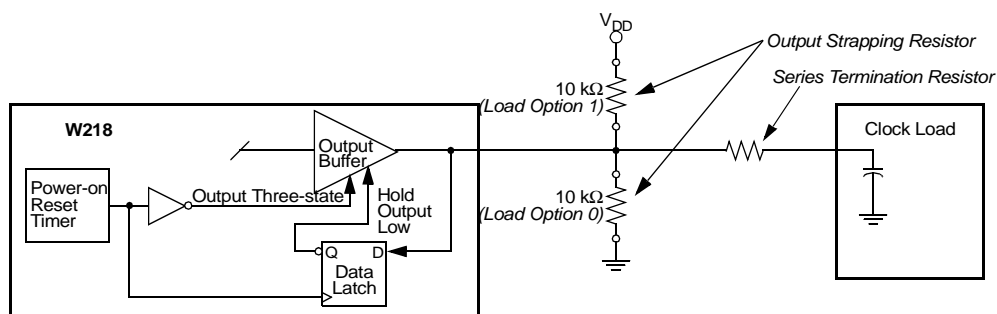 V_DD
Output Strapping Resistor
Series Termination Resistor
10 kΩ
(Load Option 1)
W218
Output
Buffer
Clock Load
Power-on
Reset
Timer
Output Three-state
Hold
Output
Low
10 kΩ
(Load Option 0)
Q D
Data
Latch